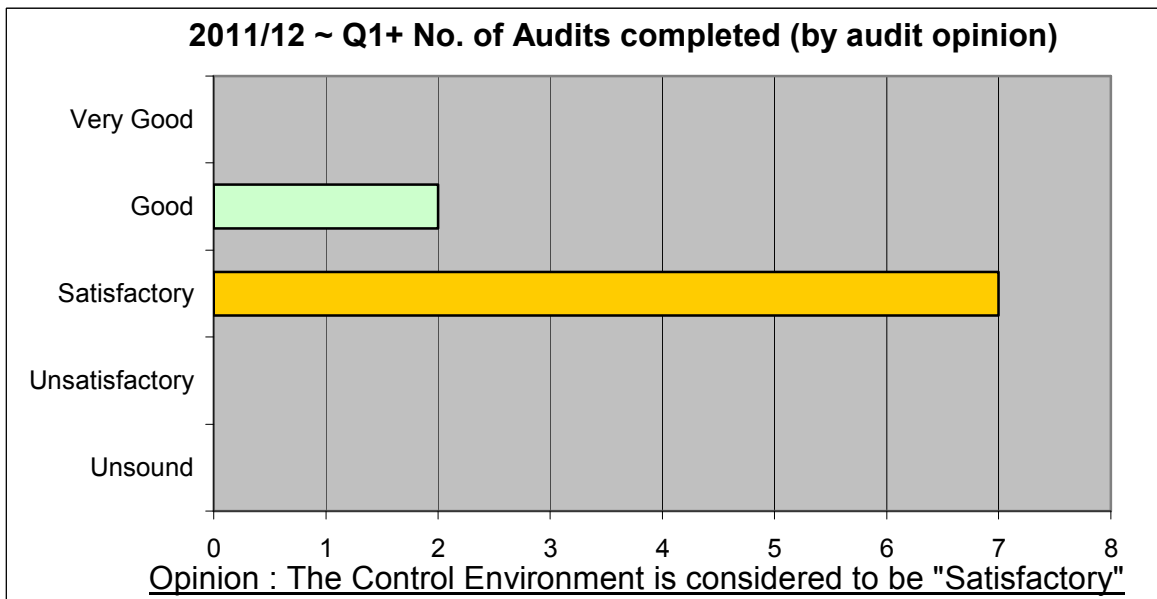 2011/12 ~ Q1+ No. of Audits completed (by audit opinion)
Very Good
Good
Satisfactory
Unsatisfactory
Unsound
0 1 2 3 4 5 6 7 8
Opinion : The Control Environment is considered to be "Satisfactory"